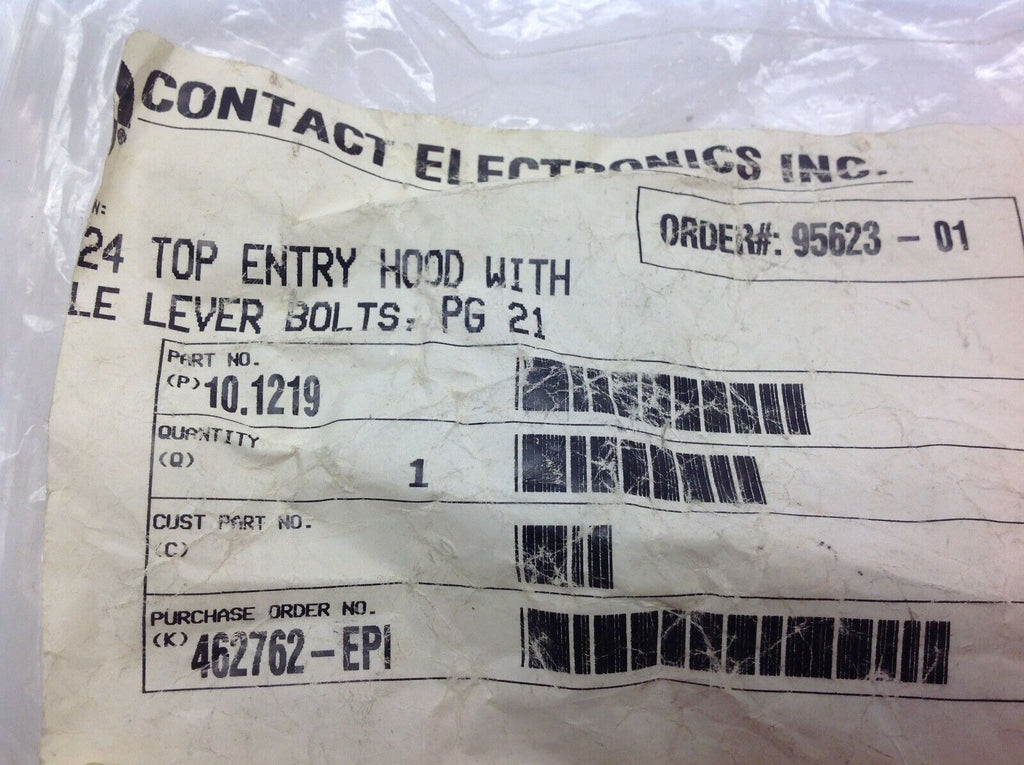 CONTACT ELECTRONICS INC.
ORDER#: 95623 - 01
N:
24 TOP ENTRY HOOD WITH
LE LEVER BOLTS. PG 21
PART NO.
(P) 10.1219
QUANTITY
(Q) 1
CUST PART NO.
(C)
PURCHASE ORDER NO.
(K) 462762-EPI